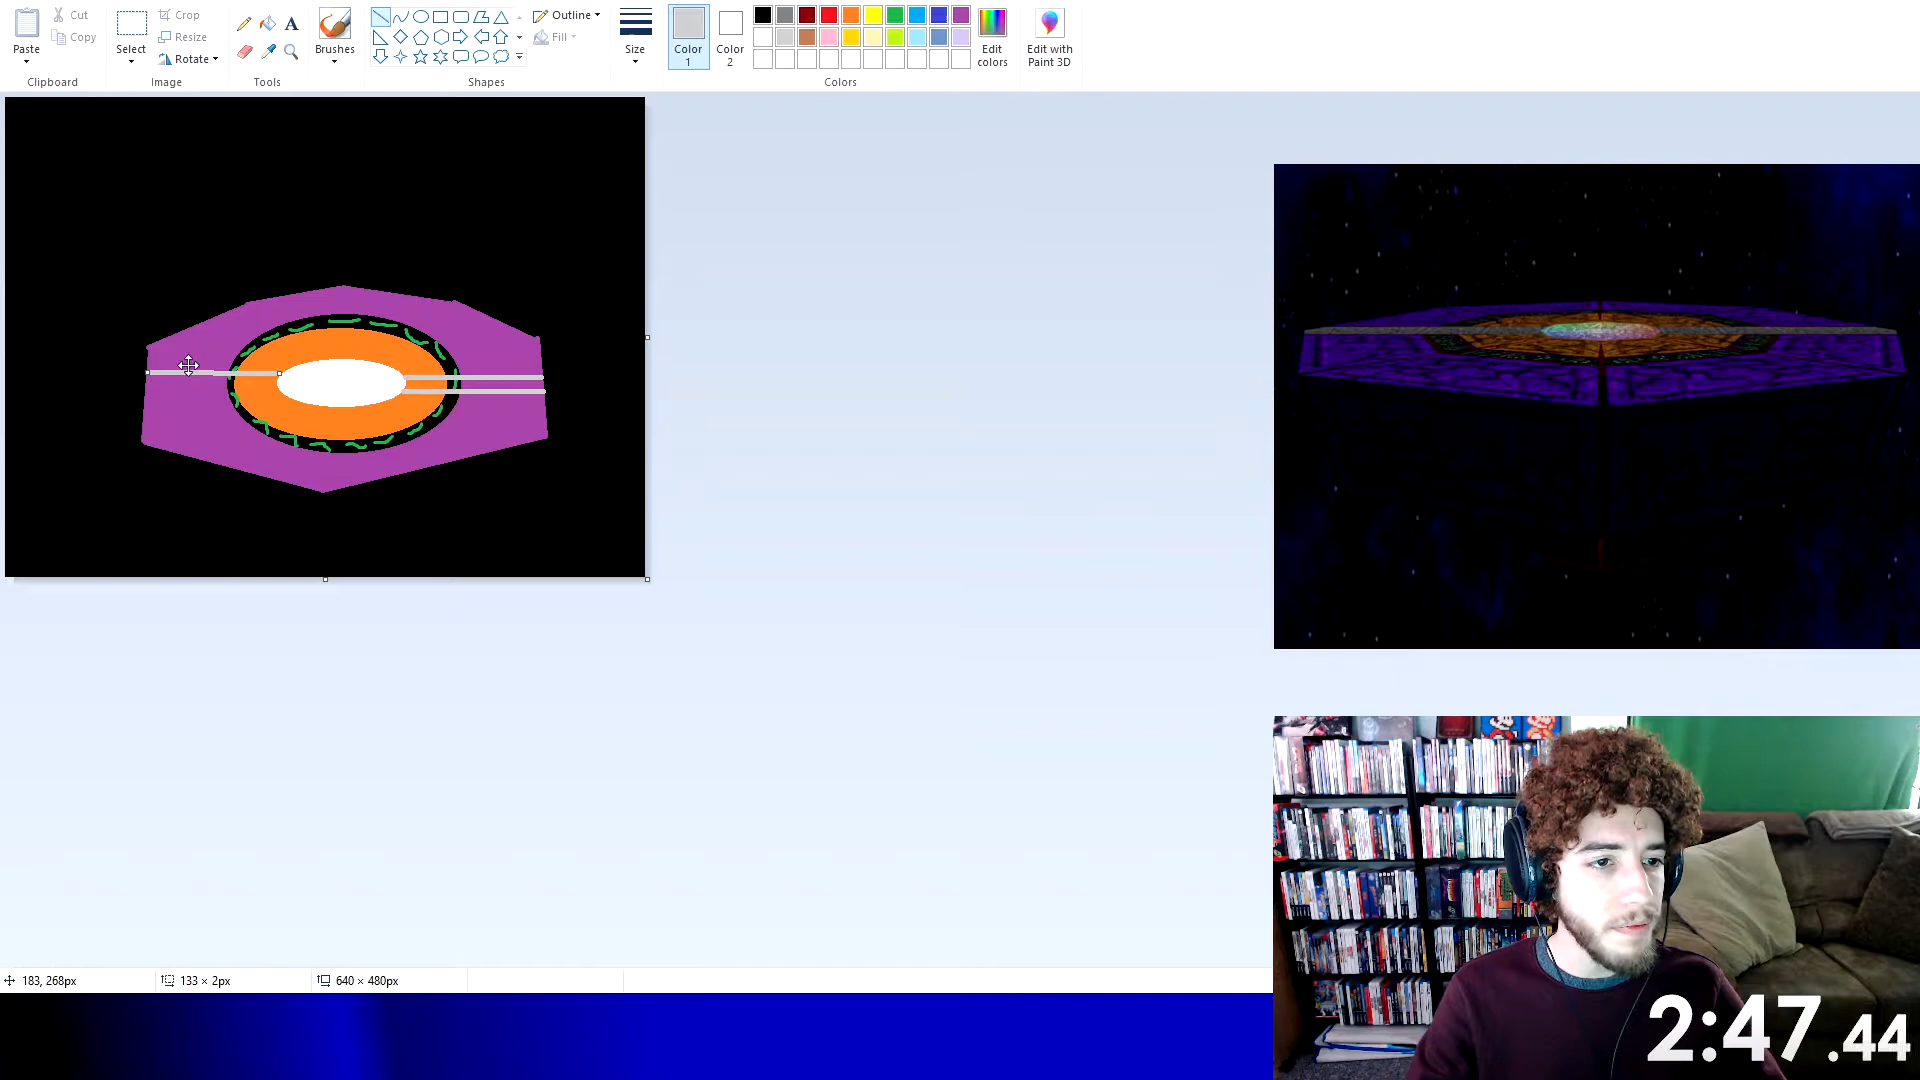 Paste
Cut
Copy
Clipboard
Select
Crop
Resize
Rotate
Image
Tools
Brushes
Shapes
Outline
Fill
Size
Color 1
Color 2
Edit colors
Colors
Edit with Paint 3D
183, 268px
133 × 2px
640 × 480px
2:47.44